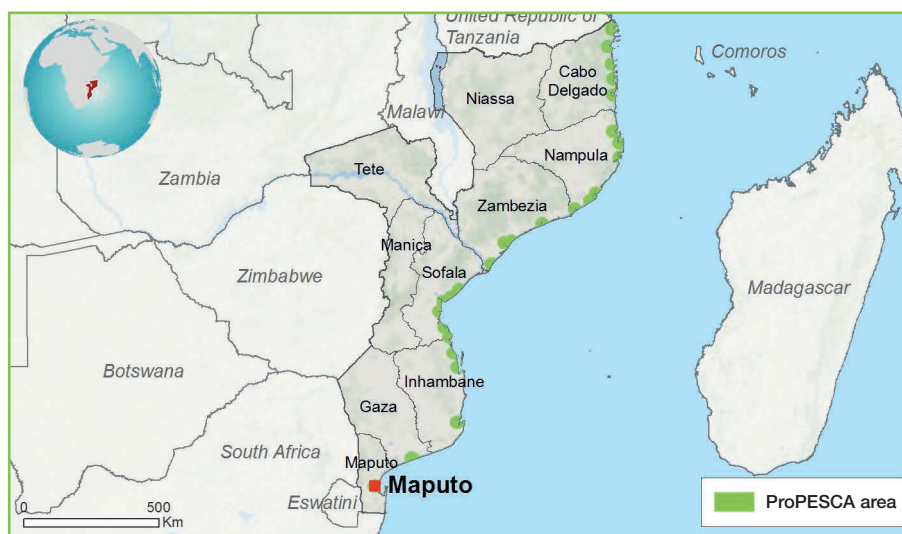 United Republic of
Tanzania
Comoros
Cabo
Delgado
Niassa
Malawi
Nampula
Tete
Zambia
Zambezia
Manica
Sofala
Zimbabwe
Madagascar
Botswana
Inhambane
Gaza
South Africa
Maputo
Maputo
Eswatini
0 500
Km
ProPESCA area